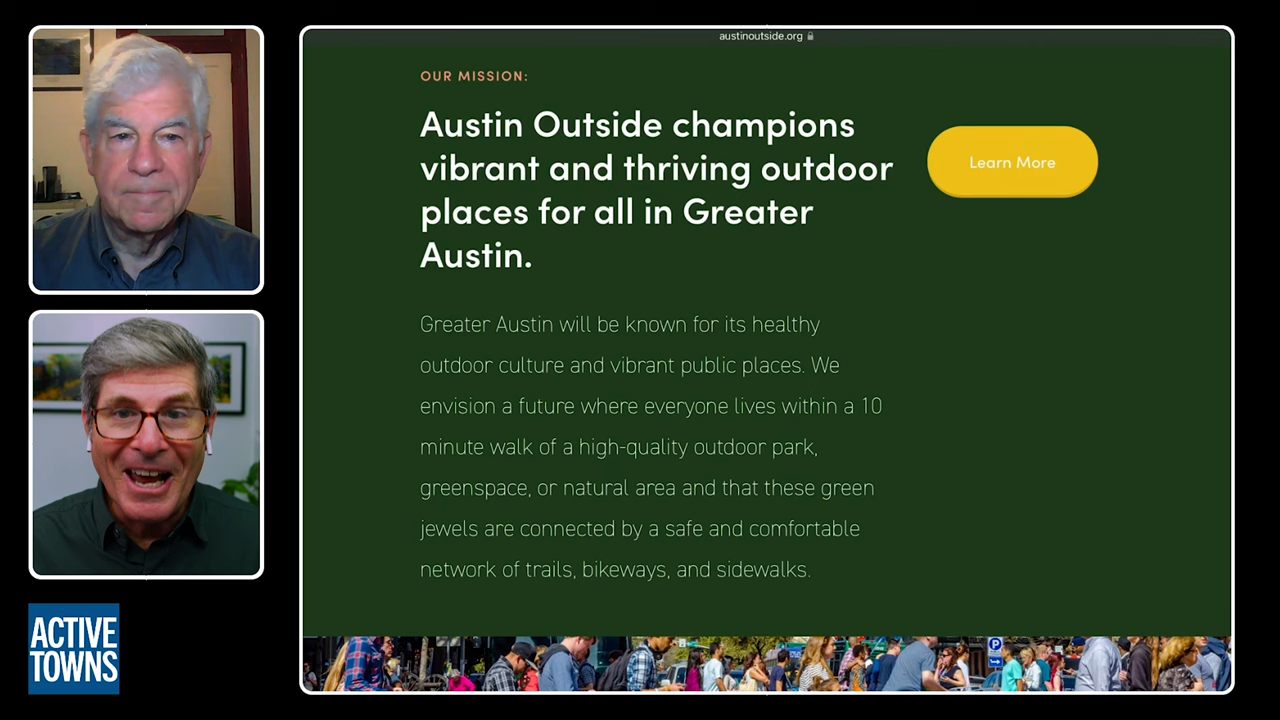 austinoutside.org
OUR MISSION:
Austin Outside champions
vibrant and thriving outdoor
places for all in Greater
Austin.
Learn More
Greater Austin will be known for its healthy
outdoor culture and vibrant public places. We
envision a future where everyone lives within a 10
minute walk of a high-quality outdoor park,
greenspace, or natural area and that these green
jewels are connected by a safe and comfortable
network of trails, bikeways, and sidewalks.
P
ACTIVE
TOWNS